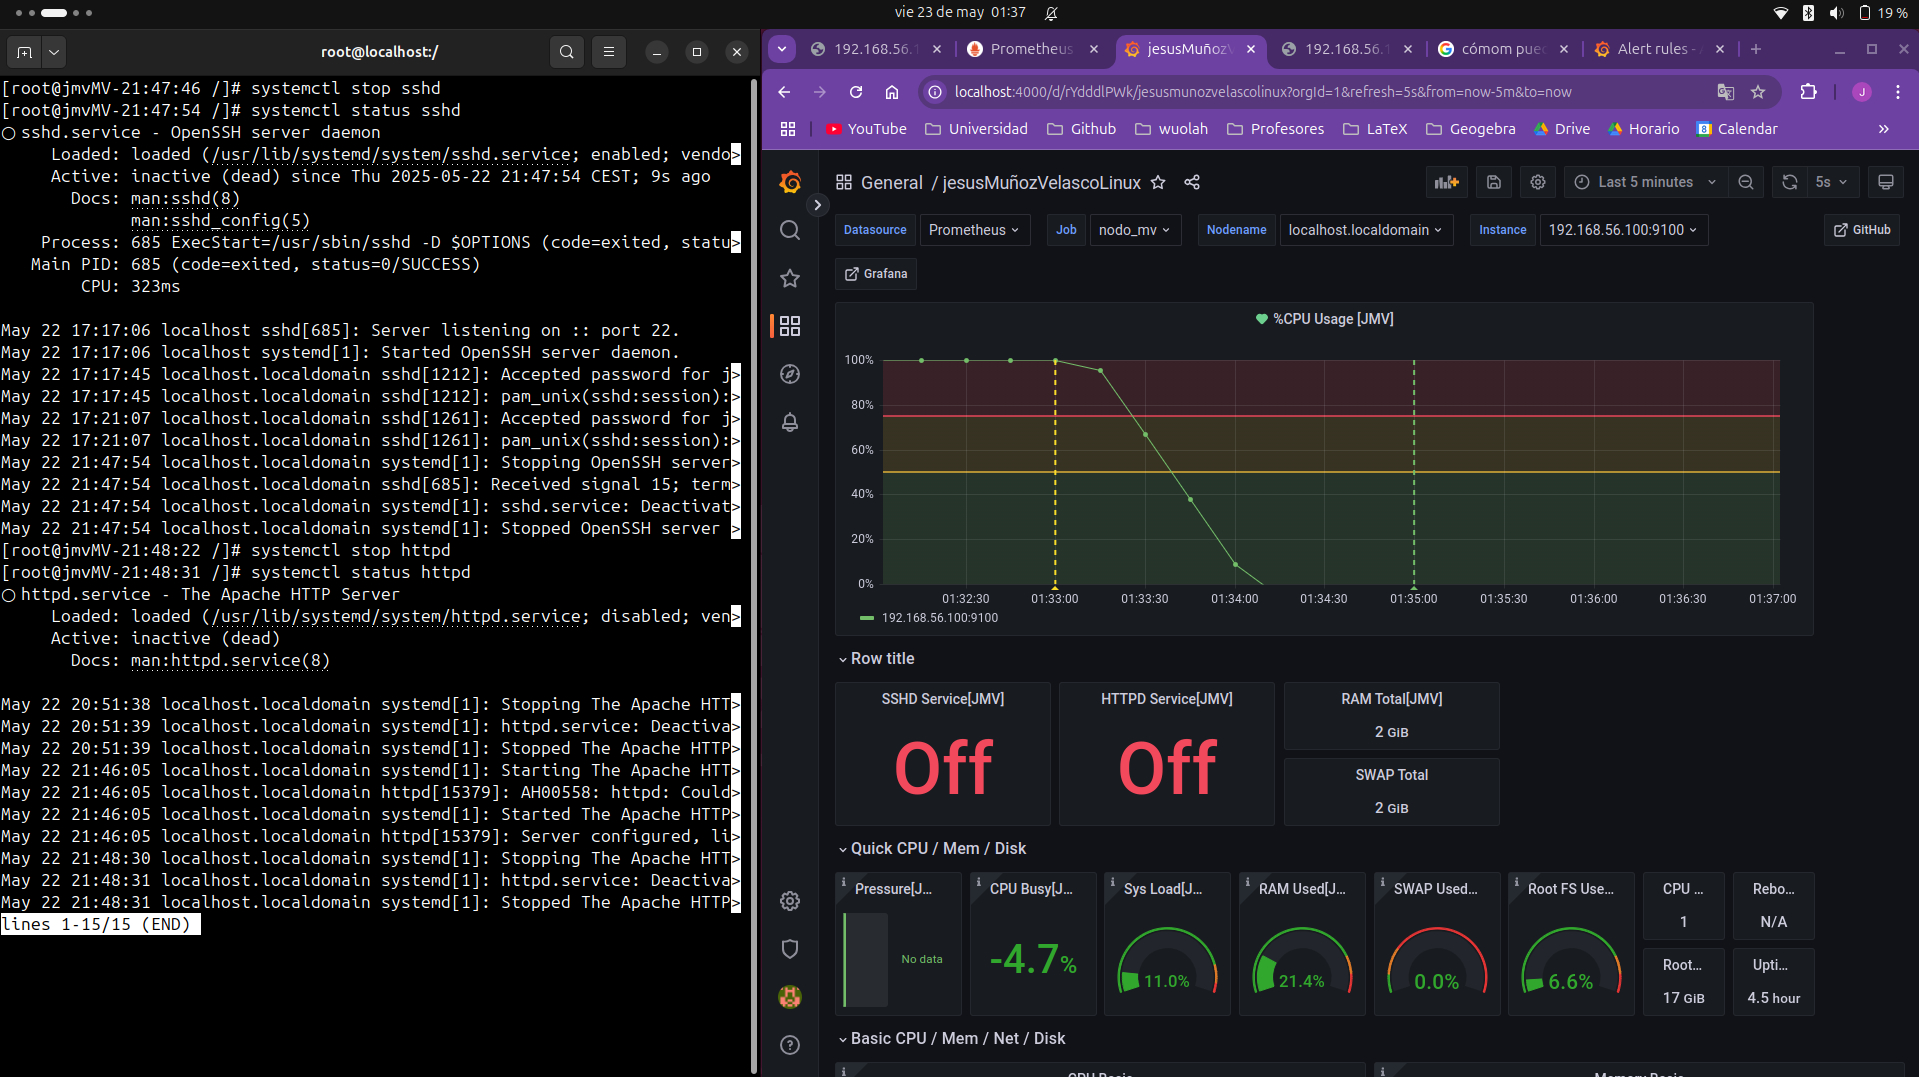 vie 23 de may 01:37
19 %
root@localhost:/
[root@jmvMV-21:47:46 /]# systemctl stop sshd
[root@jmvMV-21:47:54 /]# systemctl status sshd
○ sshd.service - OpenSSH server daemon
Loaded: loaded (/usr/lib/systemd/system/sshd.service; enabled; vendo>
Active: inactive (dead) since Thu 2025-05-22 21:47:54 CEST; 9s ago
Docs: man:sshd(8)
man:sshd_config(5)
Process: 685 ExecStart=/usr/sbin/sshd -D $OPTIONS (code=exited, statu>
Main PID: 685 (code=exited, status=0/SUCCESS)
CPU: 323ms
May 22 17:17:06 localhost sshd[685]: Server listening on :: port 22.
May 22 17:17:06 localhost systemd[1]: Started OpenSSH server daemon.
May 22 17:17:45 localhost.localdomain sshd[1212]: Accepted password for j>
May 22 17:17:45 localhost.localdomain sshd[1212]: pam_unix(sshd:session):>
May 22 17:21:07 localhost.localdomain sshd[1261]: Accepted password for j>
May 22 17:21:07 localhost.localdomain sshd[1261]: pam_unix(sshd:session):>
May 22 21:47:54 localhost.localdomain systemd[1]: Stopping OpenSSH server>
May 22 21:47:54 localhost.localdomain sshd[685]: Received signal 15; term>
May 22 21:47:54 localhost.localdomain systemd[1]: sshd.service: Deactivat>
May 22 21:47:54 localhost.localdomain systemd[1]: Stopped OpenSSH server >
[root@jmvMV-21:48:22 /]# systemctl stop httpd
[root@jmvMV-21:48:31 /]# systemctl status httpd
○ httpd.service - The Apache HTTP Server
Loaded: loaded (/usr/lib/systemd/system/httpd.service; disabled; ven>
Active: inactive (dead)
Docs: man:httpd.service(8)
May 22 20:51:38 localhost.localdomain systemd[1]: Stopping The Apache HTT>
May 22 20:51:39 localhost.localdomain systemd[1]: httpd.service: Deactiva>
May 22 20:51:39 localhost.localdomain systemd[1]: Stopped The Apache HTTP>
May 22 21:46:05 localhost.localdomain systemd[1]: Starting The Apache HTT>
May 22 21:46:05 localhost.localdomain httpd[15379]: AH00558: httpd: Could>
May 22 21:46:05 localhost.localdomain systemd[1]: Started The Apache HTTP>
May 22 21:46:05 localhost.localdomain httpd[15379]: Server configured, li>
May 22 21:48:30 localhost.localdomain systemd[1]: Stopping The Apache HTT>
May 22 21:48:31 localhost.localdomain systemd[1]: httpd.service: Deactiva>
May 22 21:48:31 localhost.localdomain systemd[1]: Stopped The Apache HTTP>
lines 1-15/15 (END)
192.168.56.1 Prometheus jesusMuñozV 192.168.56.1 cómom pued Alert rules - A
localhost:4000/d/rYdddlPWk/jesusmunozvelascolinux?orgId=1&refresh=5s&from=now-5m&to=now
J
YouTube Universidad Github wuolah Profesores LaTeX Geogebra Drive Horario 8 Calendar »
General / jesusMuñozVelascoLinux
Last 5 minutes
5s
Datasource Prometheus Job nodo_mv Nodename localhost.localdomain Instance 192.168.56.100:9100 GitHub
Grafana
%CPU Usage [JMV]
100%
80%
60%
40%
20%
0%
01:32:30 01:33:00 01:33:30 01:34:00 01:34:30 01:35:00 01:35:30 01:36:00 01:36:30 01:37:00
192.168.56.100:9100
Row title
SSHD Service[JMV]
Off
HTTPD Service[JMV]
Off
RAM Total[JMV]
2 GiB
SWAP Total
2 GiB
Quick CPU / Mem / Disk
Pressure[J...
No data
CPU Busy[J...
-4.7%
Sys Load[J...
11.0%
RAM Used[J...
21.4%
SWAP Used...
0.0%
Root FS Use...
6.6%
CPU ...
1
Rebo...
N/A
Root...
17 GiB
Upti...
4.5 hour
Basic CPU / Mem / Net / Disk
CPU Basic
Memory Basic